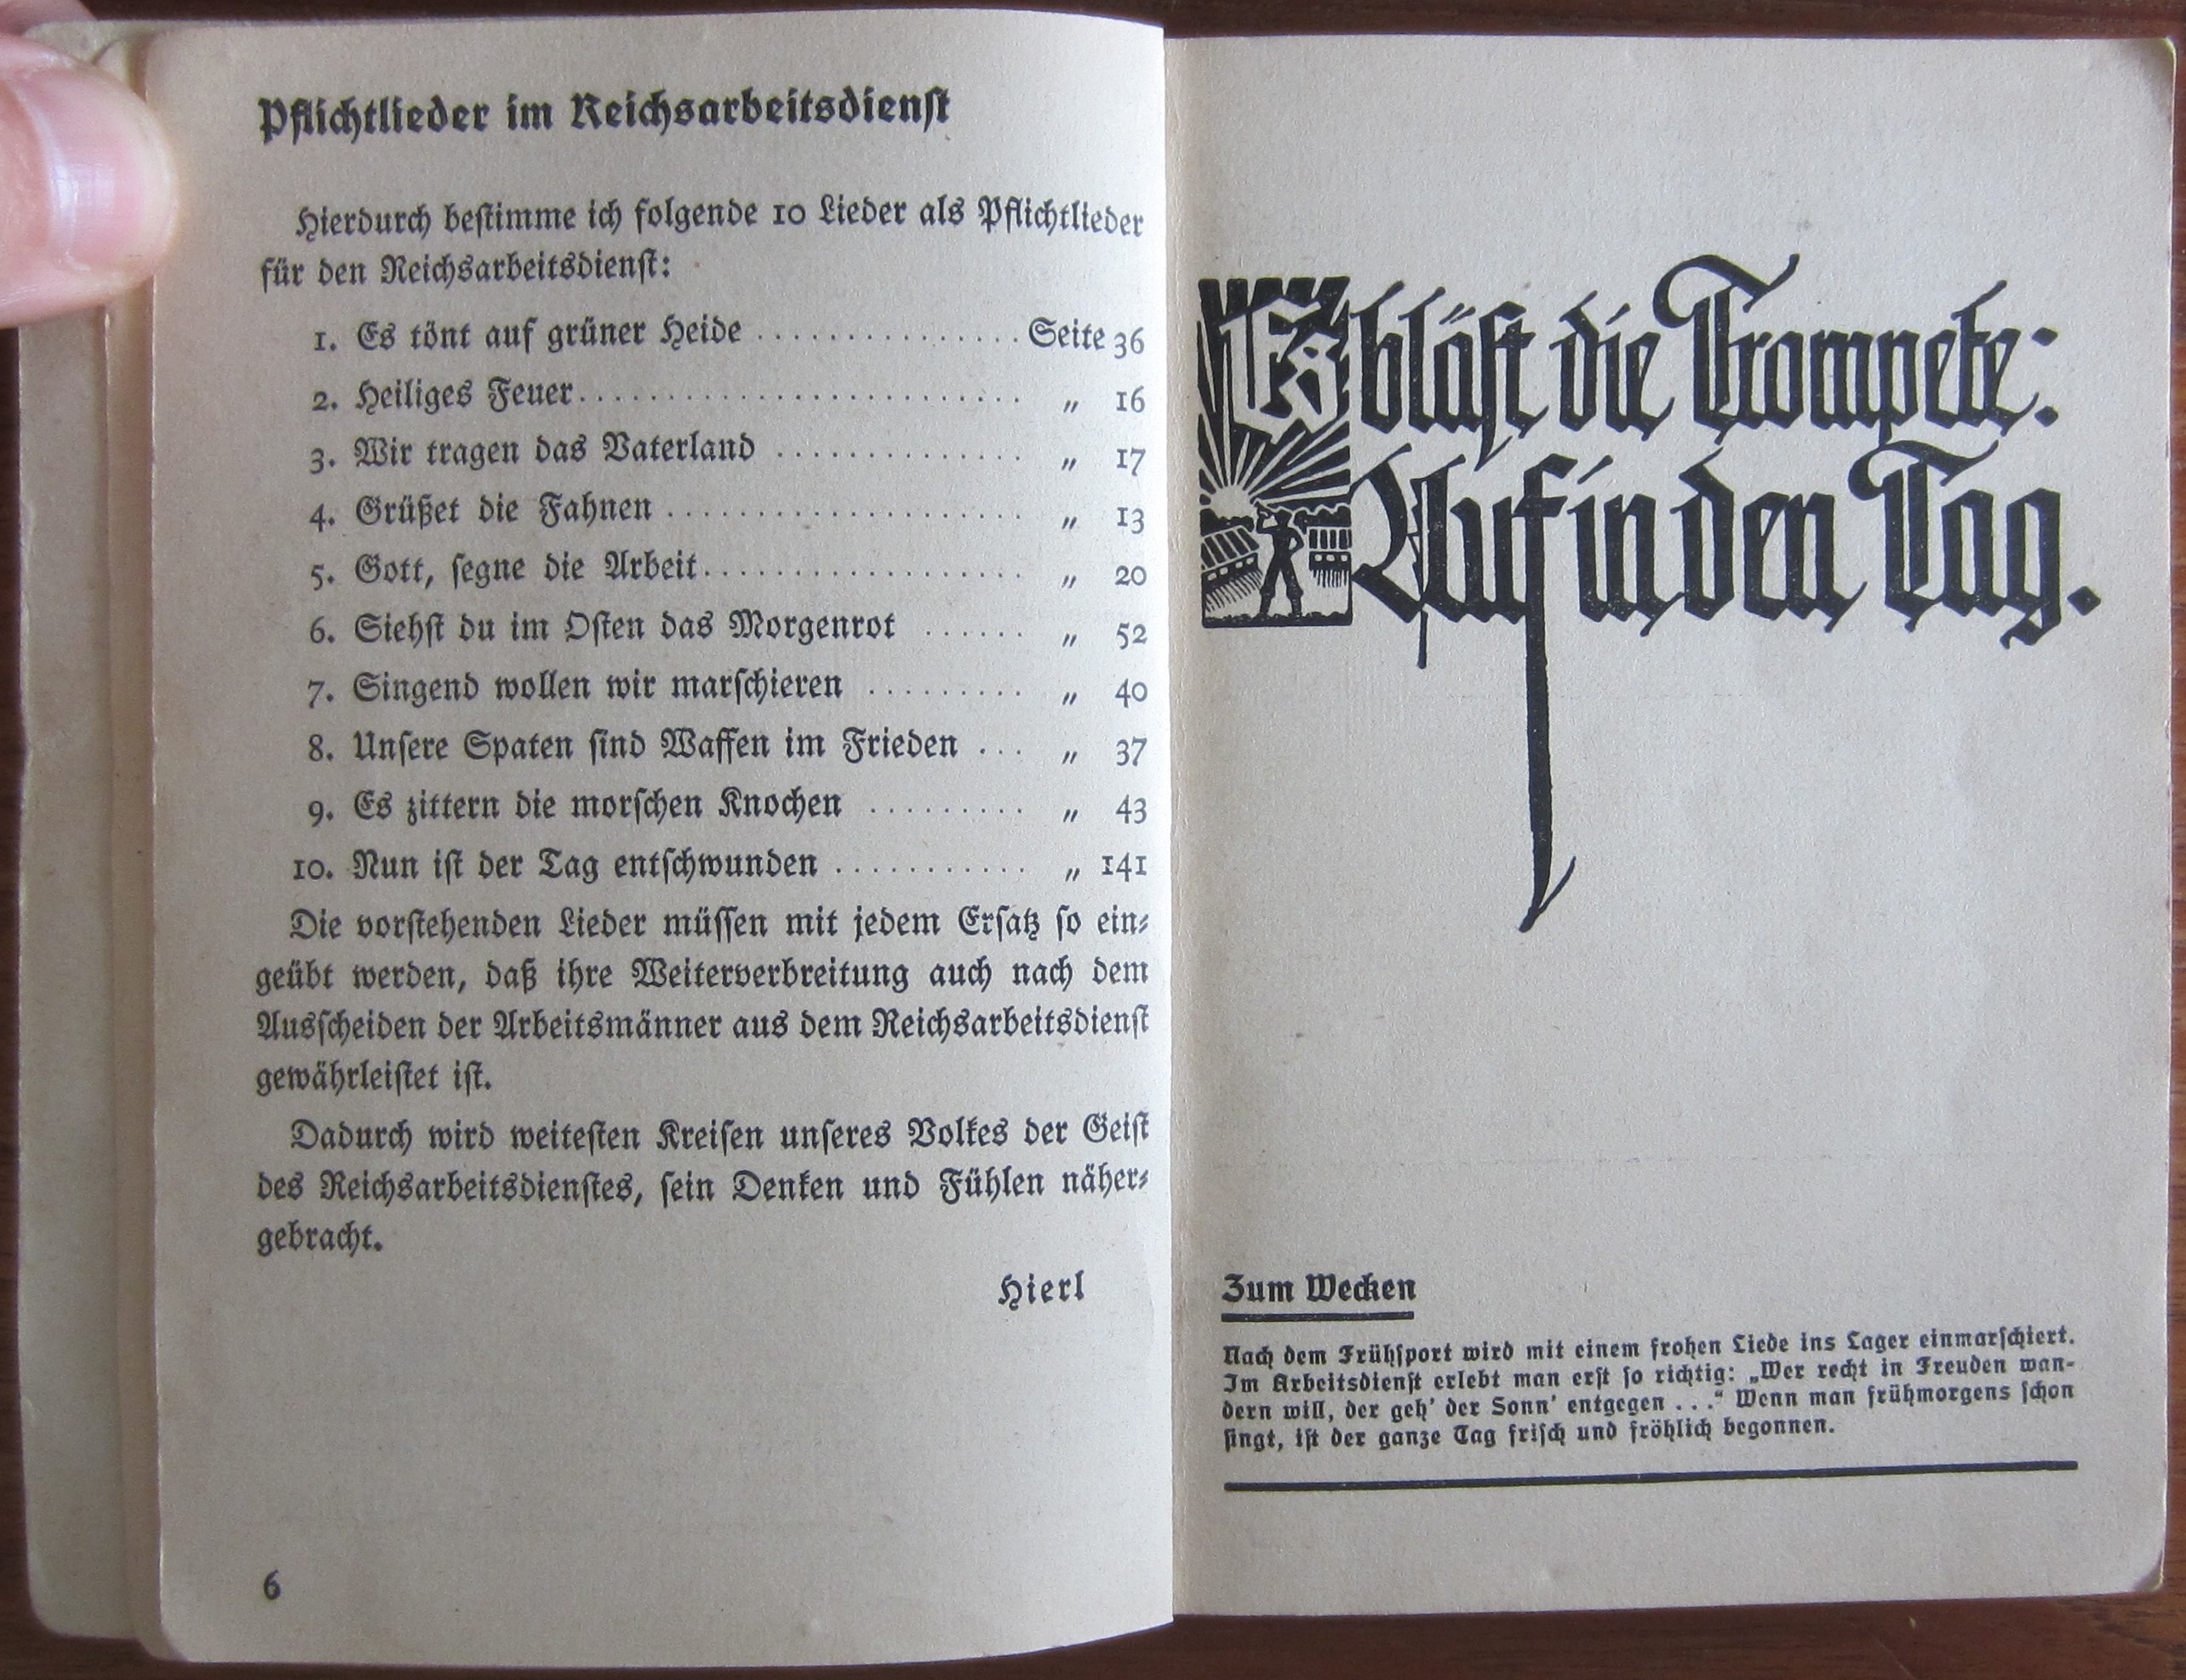 Pflichtlieder im Reichsarbeitsdienst
Hierdurch bestimme ich folgende 10 Lieder als Pflichtlieder
für den Reichsarbeitsdienst:
1. Es tönt auf grüner Heide ............... Seite 36
2. Heiliges Feuer.......................... „ 16
3. Wir tragen das Vaterland ............... „ 17
4. Grüßet die Fahnen ...................... „ 13
5. Gott, segne die Arbeit.................... „ 20
6. Siehst du im Osten das Morgenrot ...... „ 52
7. Singend wollen wir marschieren ......... „ 40
8. Unsere Spaten sind Waffen im Frieden ... „ 37
9. Es zittern die morschen Knochen ......... „ 43
10. Nun ist der Tag entschwunden ........... „ 141
Die vorstehenden Lieder müssen mit jedem Ersatz so ein-
geübt werden, daß ihre Weiterverbreitung auch nach dem
Ausscheiden der Arbeitsmänner aus dem Reichsarbeitsdienst
gewährleistet ist.
Dadurch wird weitesten Kreisen unseres Volkes der Geist
des Reichsarbeitsdienstes, sein Denken und Fühlen näher-
gebracht.
Hierl
6
Es bläst die Trompete:
Auf in den Tag.
Zum Wecken
Nach dem Frühsport wird mit einem frohen Liede ins Lager einmarschiert.
Im Arbeitsdienst erlebt man erst so richtig: „Wer recht in Freuden wan-
dern will, der geh' der Sonn' entgegen ...“ Wenn man frühmorgens schon
singt, ist der ganze Tag frisch und fröhlich begonnen.